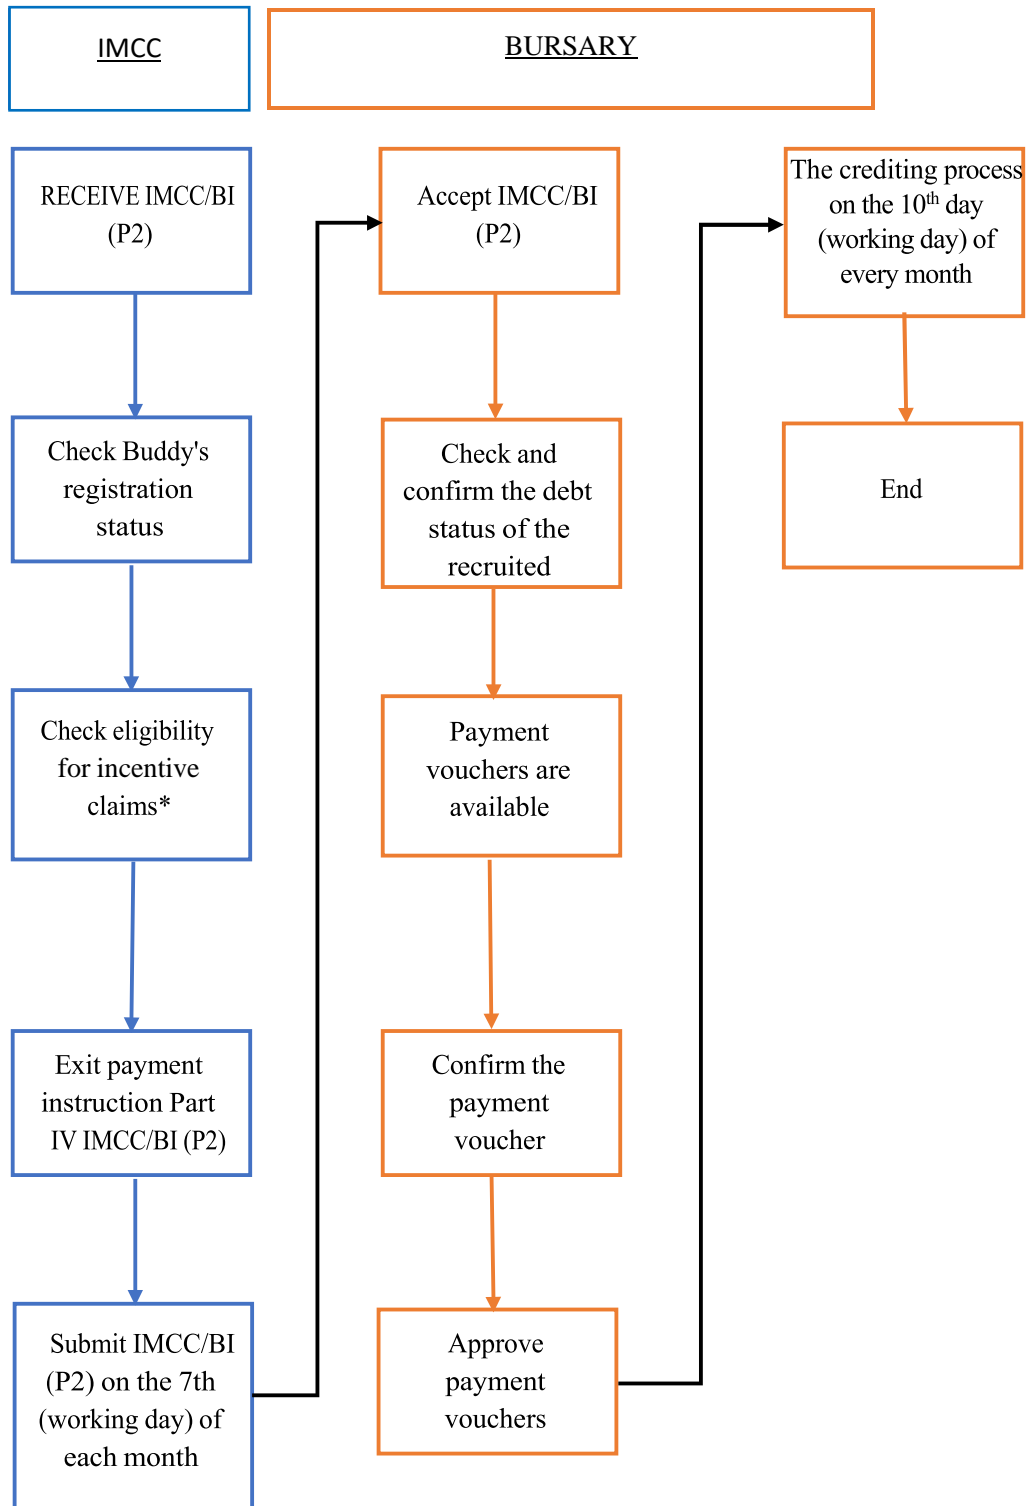 IMCC
BURSARY
RECEIVE IMCC/BI
(P2)
Check Buddy's
registration
status
Check eligibility
for incentive
claims*
Exit payment
instruction Part
IV IMCC/BI (P2)
Submit IMCC/BI
(P2) on the 7th
(working day) of
each month
Accept IMCC/BI
(P2)
Check and
confirm the debt
status of the
recruited
Payment
vouchers are
available
Confirm the
payment
voucher
Approve
payment
vouchers
The crediting process
on the 10th day
(working day) of
every month
End